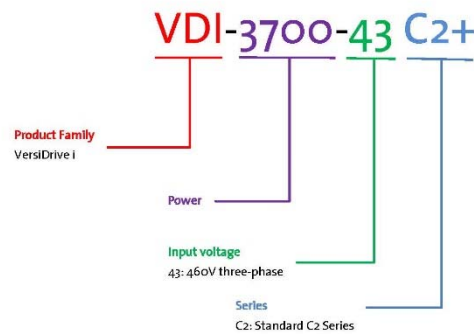 VDI-3700-43 C2+
Product Family
VersiDrive i
Power
Input voltage
43: 460V three-phase
Series
C2: Standard C2 Series